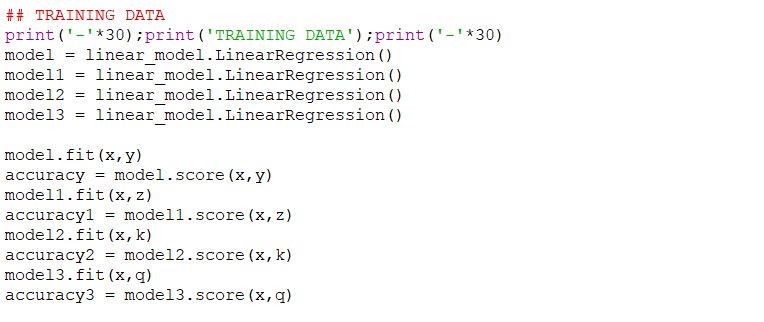 ## TRAINING DATA
print('-'*30);print('TRAINING DATA');print('-'*30)
model = linear_model.LinearRegression()
model1 = linear_model.LinearRegression()
model2 = linear_model.LinearRegression()
model3 = linear_model.LinearRegression()
model.fit(x,y)
accuracy = model.score(x,y)
model1.fit(x,z)
accuracy1 = model1.score(x,z)
model2.fit(x,k)
accuracy2 = model2.score(x,k)
model3.fit(x,q)
accuracy3 = model3.score(x,q)